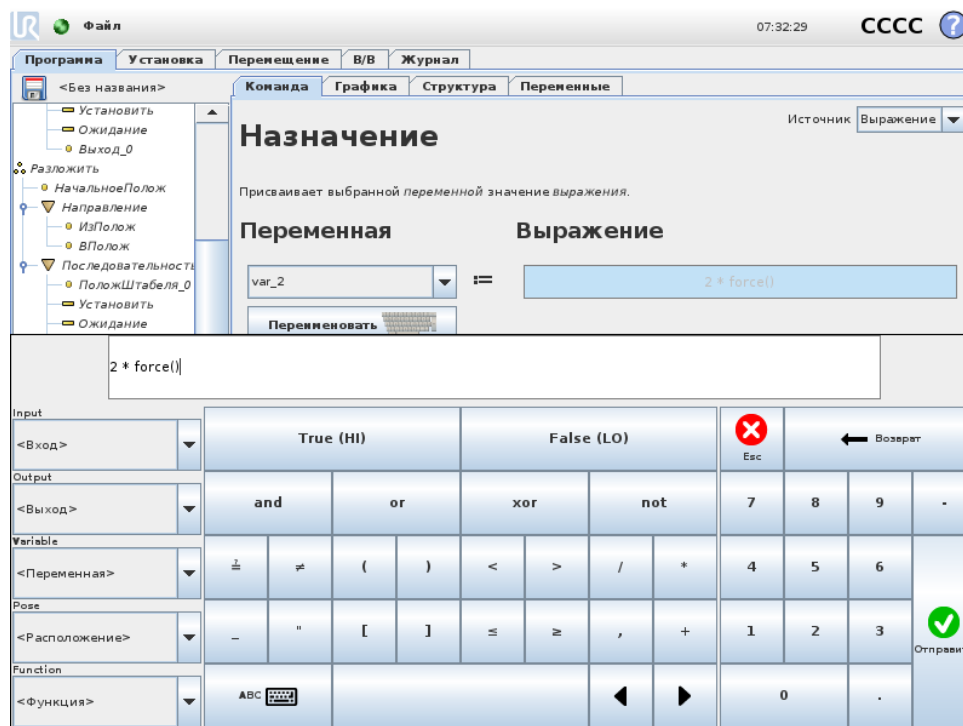 UR Файл 07:32:29 CCCC ?
Программа Установка Перемещение В/В Журнал
<Без названия> Команда Графика Структура Переменные
Установить
Ожидание
Выход_0
Разложить
НачальноеПолож
Направление
ИзПолож
ВПолож
Последовательность
ПоложШтабеля_0
Установить
Ожидание
Источник Выражение
Назначение
Присваивает выбранной переменной значение выражения.
Переменная Выражение
var_2 := 2 * force()
Переименовать
2 * force()
Input
<Вход> True (HI) False (LO) Esc Возврат
Output
<Выход> and or xor not 7 8 9 -
Variable
<Переменная> ≟ ≠ ( ) < > / * 4 5 6
Pose
<Расположение> _ " [ ] ≤ ≥ , + 1 2 3 Отправит
Function
<Функция> ABC 0 .